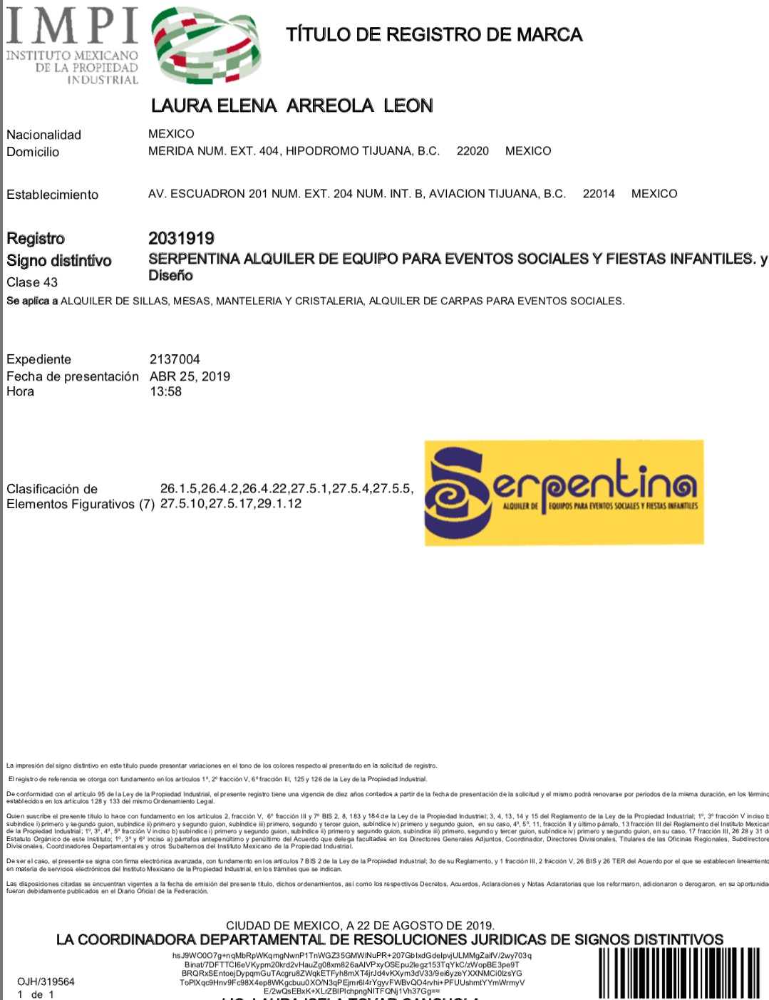 IMPI
INSTITUTO MEXICANO
DE LA PROPIEDAD
INDUSTRIAL
TÍTULO DE REGISTRO DE MARCA
LAURA ELENA ARREOLA LEON
Nacionalidad MEXICO
Domicilio MERIDA NUM. EXT. 404, HIPODROMO TIJUANA, B.C. 22020 MEXICO
Establecimiento AV. ESCUADRON 201 NUM. EXT. 204 NUM. INT. B, AVIACION TIJUANA, B.C. 22014 MEXICO
Registro 2031919
Signo distintivo SERPENTINA ALQUILER DE EQUIPO PARA EVENTOS SOCIALES Y FIESTAS INFANTILES. y
Diseño
Clase 43
Se aplica a ALQUILER DE SILLAS, MESAS, MANTELERIA Y CRISTALERIA, ALQUILER DE CARPAS PARA EVENTOS SOCIALES.
Expediente 2137004
Fecha de presentación ABR 25, 2019
Hora 13:58
Clasificación de 26.1.5,26.4.2,26.4.22,27.5.1,27.5.4,27.5.5,
Elementos Figurativos (7) 27.5.10,27.5.17,29.1.12
Serpentina
ALQUILER DE EQUIPOS PARA EVENTOS SOCIALES Y FIESTAS INFANTILES
La impresión del signo distintivo en este título puede presentar variaciones en el tono de los colores respecto al presentado en la solicitud de registro.
El registro de referencia se otorga con fundamento en los artículos 1º, 2º fracción V, 6º fracción III, 125 y 126 de la Ley de la Propiedad Industrial.
De conformidad con el artículo 95 de la Ley de la Propiedad Industrial, el presente registro tiene una vigencia de diez años contados a partir de la fecha de presentación de la solicitud y el mismo podrá renovarse por periodos de la misma duración, en los término
establecidos en los artículos 128 y 133 del mismo Ordenamiento Legal.
Quien suscribe el presente título lo hace con fundamento en los artículos 2, fracción V, 6º fracción III y 7º BIS 2, 8, 183 y 184 de la Ley de la Propiedad Industrial; 3, 4, 13, 14 y 15 del Reglamento de la Ley de la Propiedad Industrial; 1º, 3º fracción V inciso b
subíndice i) primero y segundo guion, subíndice ii) primero y segundo guion, subíndice iii) primero, segundo y tercer guion, subíndice iv) primero y segundo guion, en su caso, 4º, 5º, 11, fracción II y último párrafo, 13 fracción III del Reglamento del Instituto Mexican
de la Propiedad Industrial; 1º, 3º, 4º, 5º fracción V inciso b) subíndice i) primero y segundo guion, subíndice ii) primero y segundo guion, subíndice iii) primero, segundo y tercer guion, subíndice iv) primero y segundo guion, en su caso, 17 fracción III, 26 28 y 31 d
Estatuto Orgánico de este Instituto; 1º, 3º y 6º inciso a) párrafos antepenúltimo y penúltimo del Acuerdo que delega facultades en los Directores Generales Adjuntos, Coordinador, Directores Divisionales, Titulares de las Oficinas Regionales, Subdirectore
Divisionales, Coordinadores Departamentales y otros Subalternos del Instituto Mexicano de la Propiedad Industrial.
De ser el caso, el presente se signa con firma electrónica avanzada, con fundamento en los artículos 7 BIS 2 de la Ley de la Propiedad Industrial; 3o de su Reglamento, y 1 fracción III, 2 fracción V, 26 BIS y 26 TER del Acuerdo por el que se establecen lineamiento
en materia de servicios electrónicos del Instituto Mexicano de la Propiedad Industrial, en los trámites que se indican.
Las disposiciones citadas se encuentran vigentes a la fecha de emisión del presente título, dichos ordenamientos, así como los respectivos Decretos, Acuerdos, Aclaraciones y Notas Aclaratorias que los reformaron, adicionaron o derogaron, en su oportunida
fueron debidamente publicados en el Diario Oficial de la Federación.
CIUDAD DE MEXICO, A 22 DE AGOSTO DE 2019.
LA COORDINADORA DEPARTAMENTAL DE RESOLUCIONES JURIDICAS DE SIGNOS DISTINTIVOS
OJH/319564
1 de 1